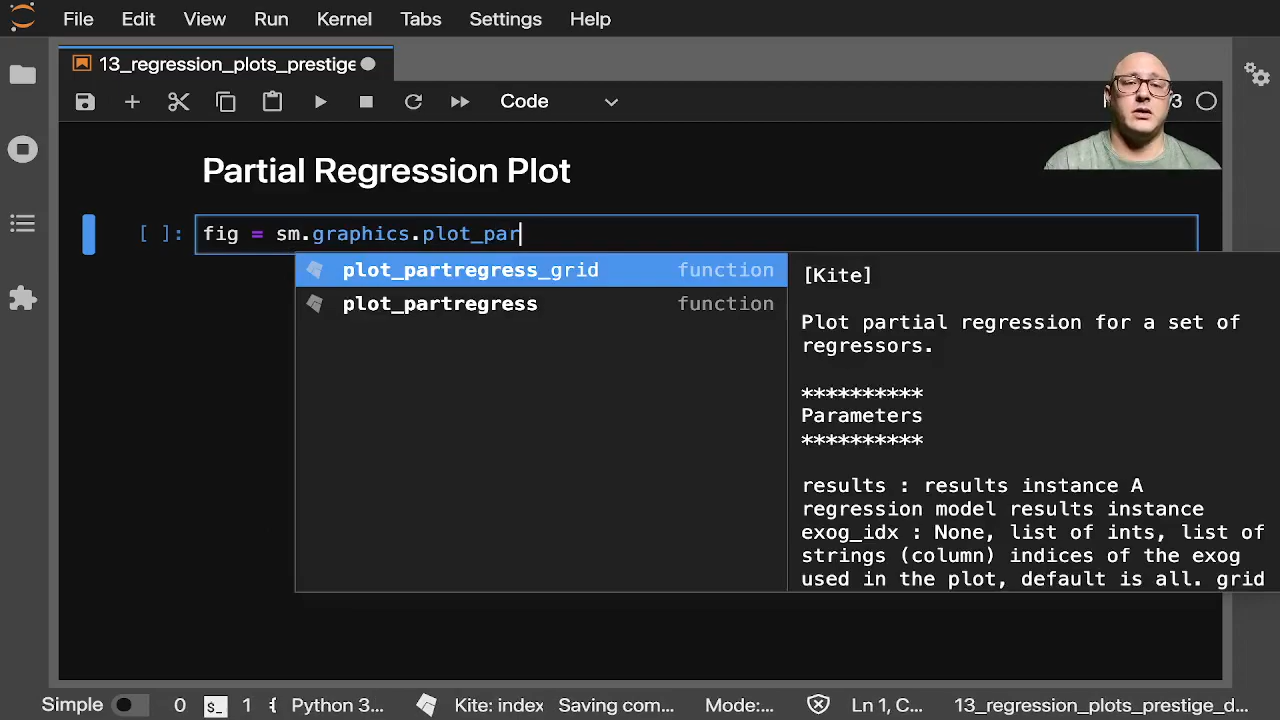 File Edit View Run Kernel Tabs Settings Help
13_regression_plots_prestige
Code
3
Partial Regression Plot
[ ]: fig = sm.graphics.plot_par
plot_partregress_grid function
plot_partregress function
[Kite]
Plot partial regression for a set of
regressors.
**********
Parameters
**********
results : results instance A
regression model results instance
exog_idx : None, list of ints, list of
strings (column) indices of the exog
used in the plot, default is all. grid
Simple 0 $_ 1 { Python 3... Kite: index Saving com... Mode:... Ln 1, C... 13_regression_plots_prestige_d...